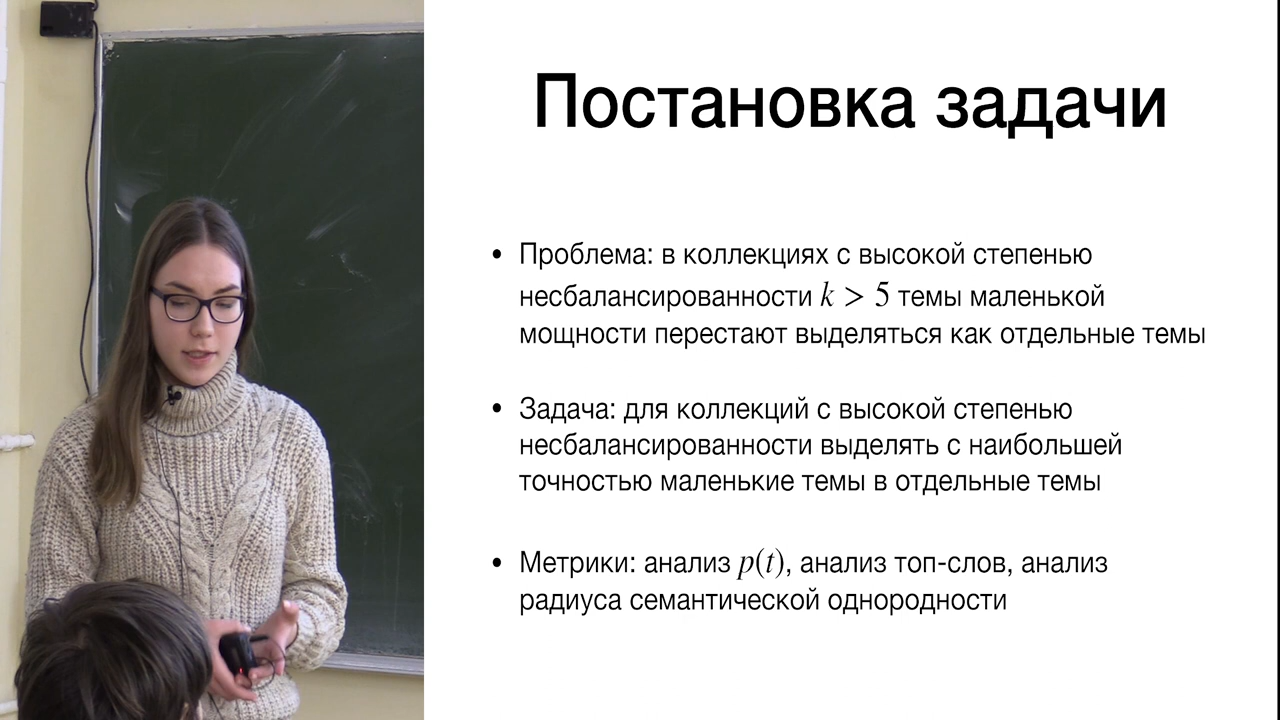 Постановка задачи
• Проблема: в коллекциях с высокой степенью
несбалансированности k > 5 темы маленькой
мощности перестают выделяться как отдельные темы
• Задача: для коллекций с высокой степенью
несбалансированности выделять с наибольшей
точностью маленькие темы в отдельные темы
• Метрики: анализ p(t), анализ топ-слов, анализ
радиуса семантической однородности